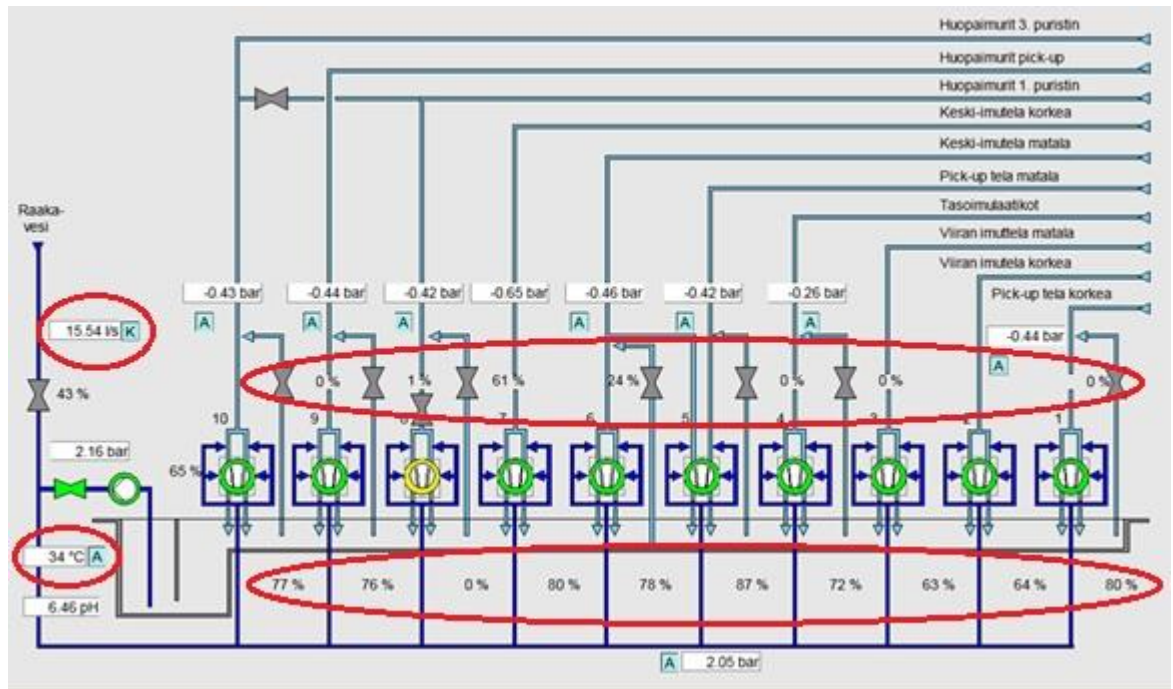 Huopaimurit 3. puristin
Huopaimurit pick-up
Huopaimurit 1. puristin
Keski-imutela korkea
Keski-imutela matala
Pick-up tela matala
Raaka-
vesi
Tasoimulaatikot
Viiran imuttela matala
Viiran imutela korkea
Pick-up tela korkea
-0.43 bar
-0.44 bar
-0.42 bar
-0.65 bar
-0.46 bar
-0.42 bar
-0.26 bar
15.54 l/s K
A
A
A
A
A
-0.44 bar
A
0 %
1 %
61 %
24 %
0 %
0 %
0 %
43 %
10
9
7
6
5
4
3
2
1
2.16 bar
65 %
34 °C A
77 %
76 %
0 %
80 %
78 %
87 %
72 %
63 %
64 %
80 %
6.46 pH
A 2.05 bar